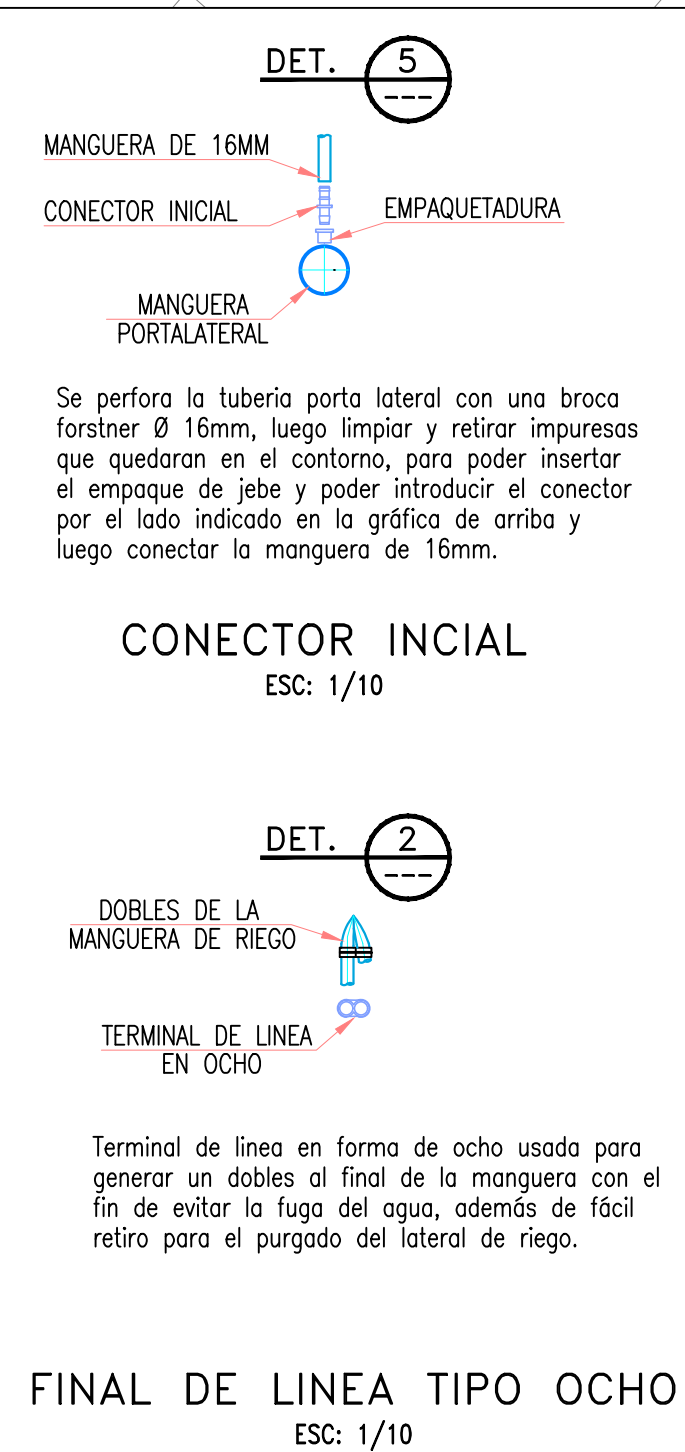 DET. 5
---
MANGUERA DE 16MM
CONECTOR INICIAL
EMPAQUETADURA
MANGUERA
PORTALATERAL
Se perfora la tuberia porta lateral con una broca
forstner Ø 16mm, luego limpiar y retirar impuresas
que quedaran en el contorno, para poder insertar
el empaque de jebe y poder introducir el conector
por el lado indicado en la gráfica de arriba y
luego conectar la manguera de 16mm.
CONECTOR INCIAL
ESC: 1/10
DET. 2
---
DOBLES DE LA
MANGUERA DE RIEGO
TERMINAL DE LINEA
EN OCHO
Terminal de linea en forma de ocho usada para
generar un dobles al final de la manguera con el
fin de evitar la fuga del agua, además de fácil
retiro para el purgado del lateral de riego.
FINAL DE LINEA TIPO OCHO
ESC: 1/10